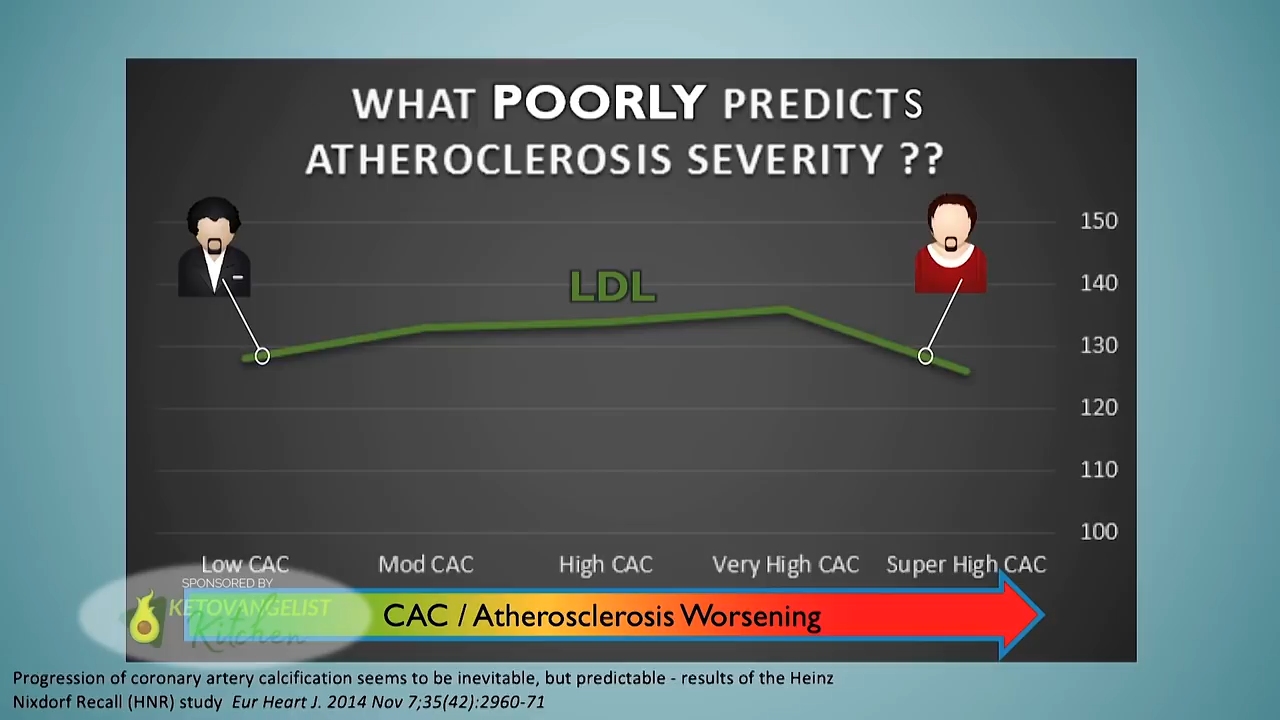 WHAT POORLY PREDICTS
ATHEROCLEROSIS SEVERITY ??
150
LDL
140
130
120
110
100
Low CAC Mod CAC High CAC Very High CAC Super High CAC
SPONSORED BY
KETOVANGELIST
Kitchen
CAC / Atherosclerosis Worsening
Progression of coronary artery calcification seems to be inevitable, but predictable - results of the Heinz
Nixdorf Recall (HNR) study Eur Heart J. 2014 Nov 7;35(42):2960-71